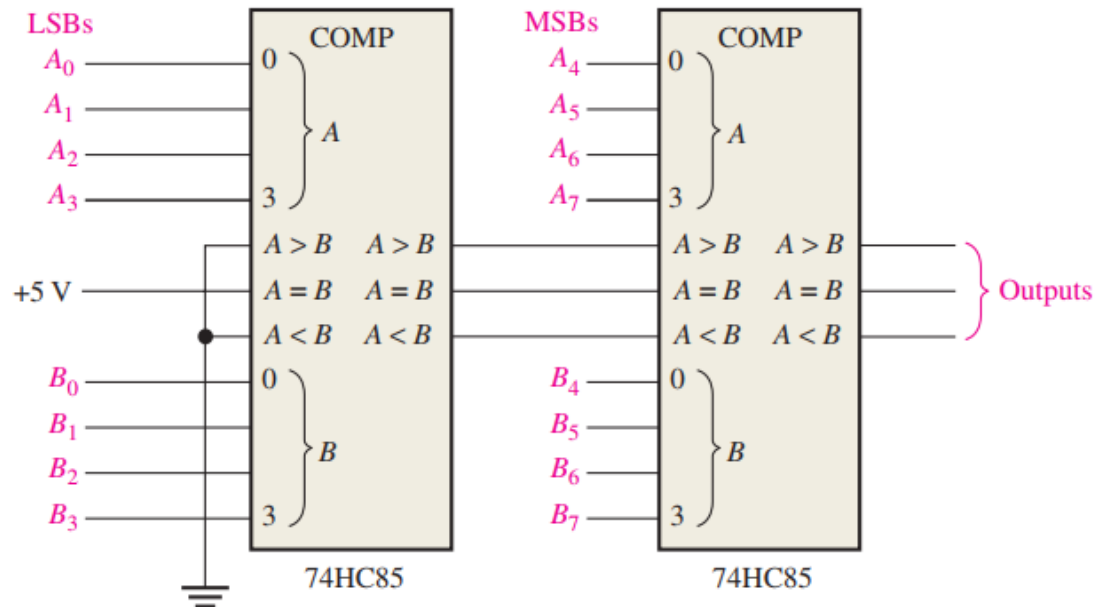 LSBs
A0
A1
A2
A3
+5 V
B0
B1
B2
B3
COMP
0
A
3
A > B A > B
A = B A = B
A < B A < B
0
B
3
74HC85
MSBs
A4
A5
A6
A7
B4
B5
B6
B7
COMP
0
A
3
A > B A > B
A = B A = B
A < B A < B
0
B
3
74HC85
Outputs